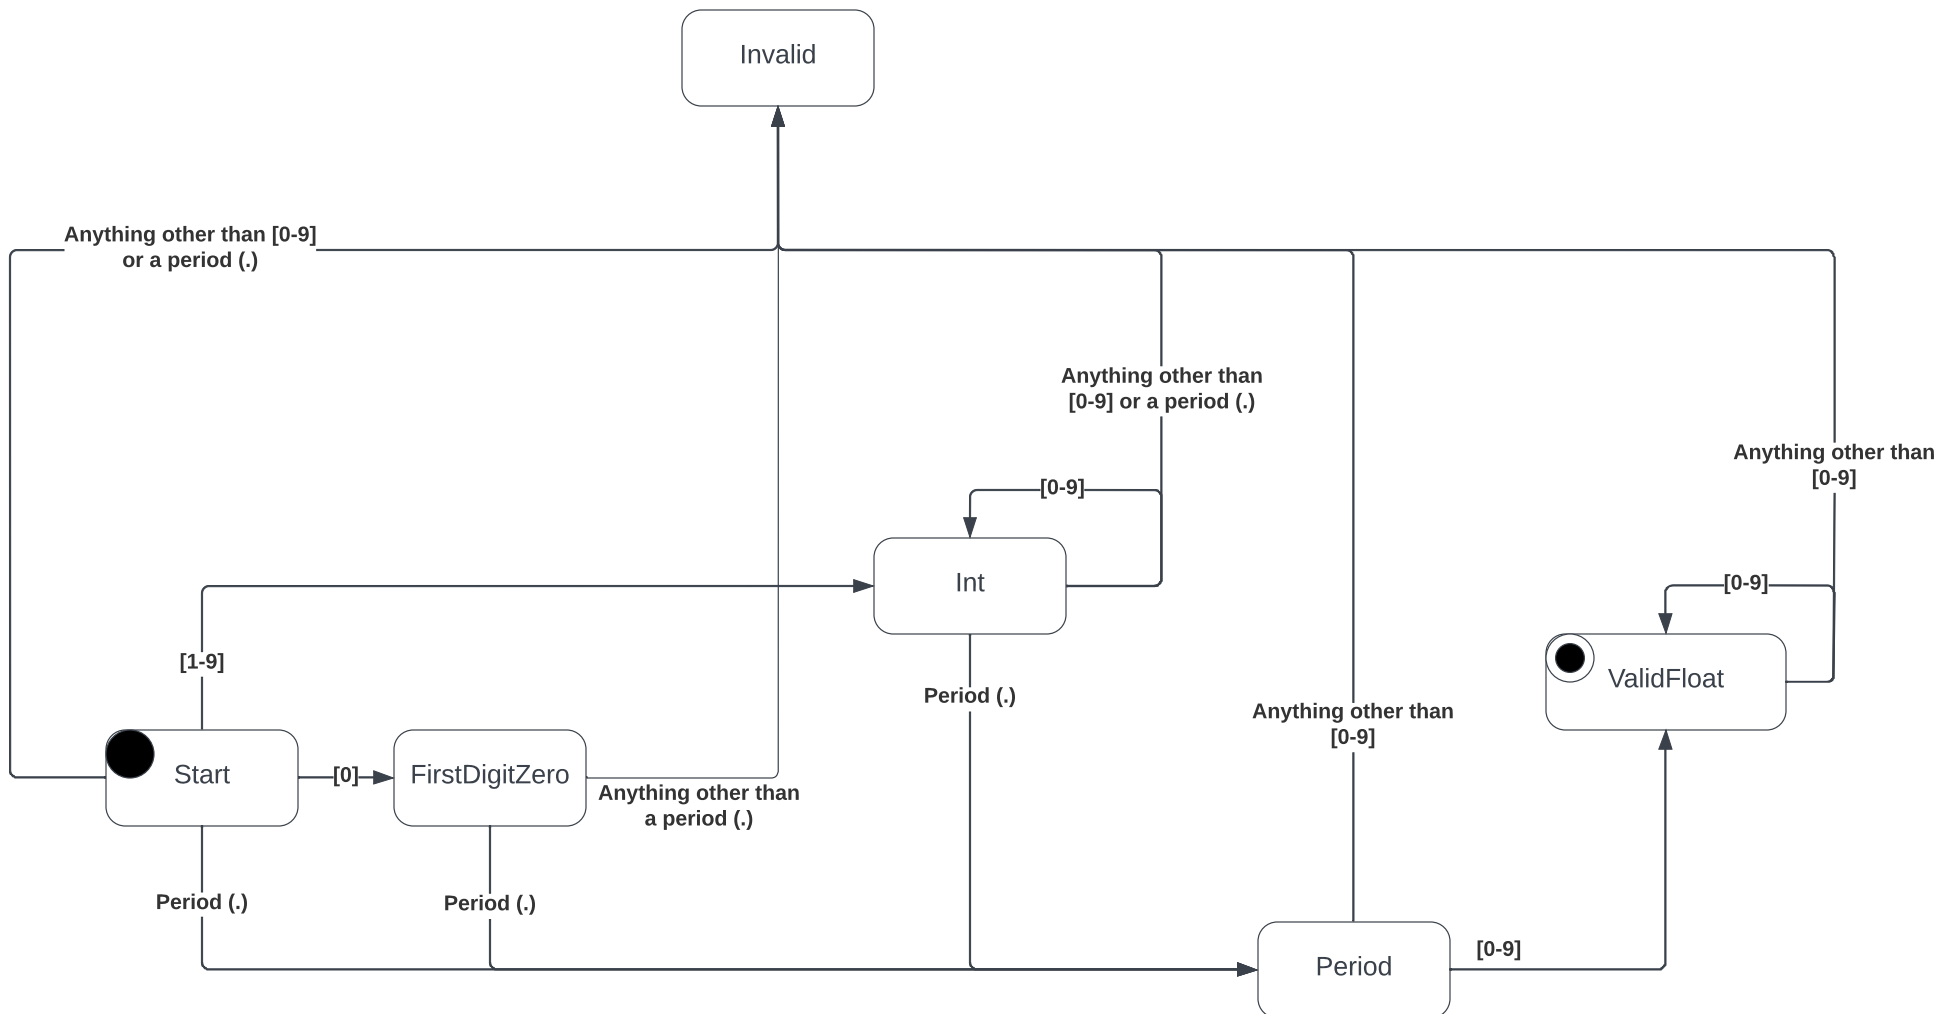 Invalid
Anything other than [0-9]
or a period (.)
Anything other than
[0-9] or a period (.)
Anything other than
[0-9]
[0-9]
Int
[0-9]
[1-9]
Period (.)
ValidFloat
Anything other than
[0-9]
Start
[0]
FirstDigitZero
Anything other than
a period (.)
Period (.)
Period (.)
Period
[0-9]